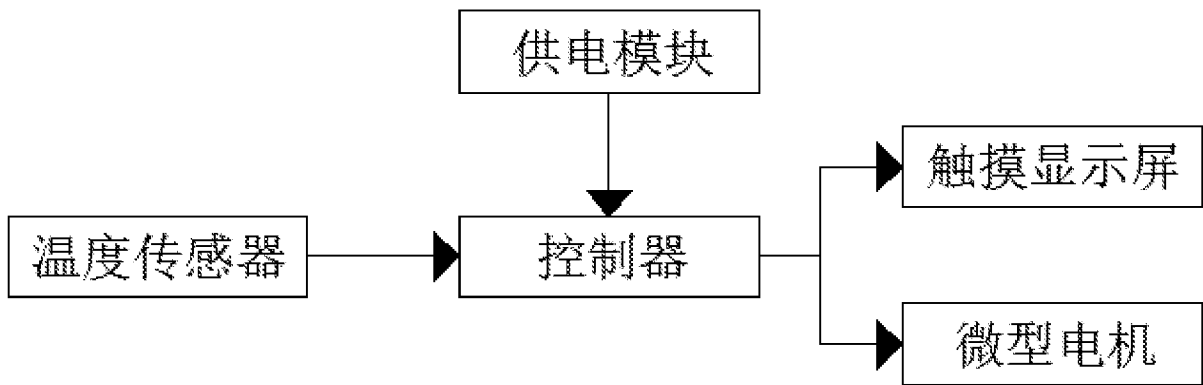 供电模块
触摸显示屏
温度传感器
控制器
微型电机